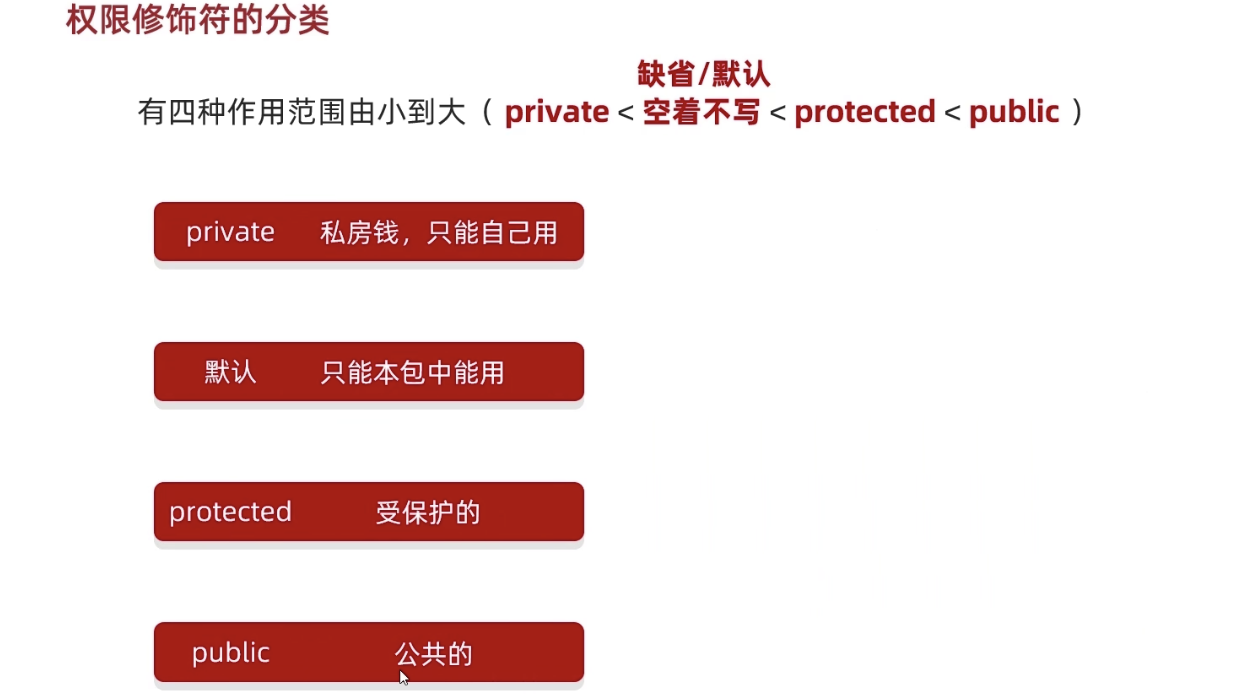 权限修饰符的分类
缺省/默认
有四种作用范围由小到大（ private < 空着不写 < protected < public ）
private 私房钱，只能自己用
默认 只能本包中能用
protected 受保护的
public 公共的